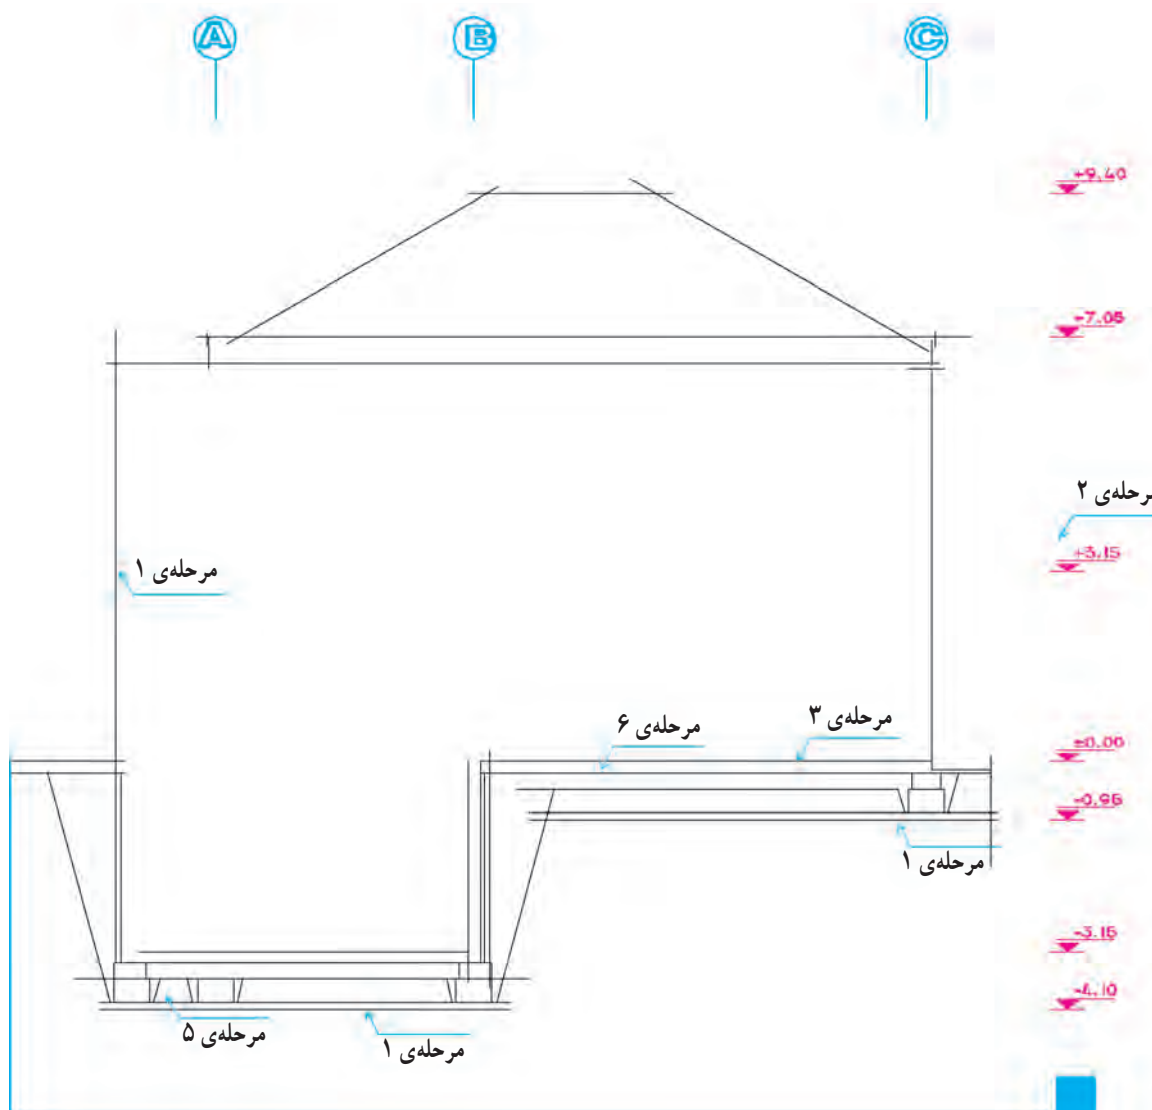 A
B
C
+9.40
+7.05
مرحله‌ی ۲
+3.15
مرحله‌ی ۱
مرحله‌ی ۳
مرحله‌ی ۶
±0.00
-0.95
مرحله‌ی ۱
-3.15
-4.10
مرحله‌ی ۵
مرحله‌ی ۱